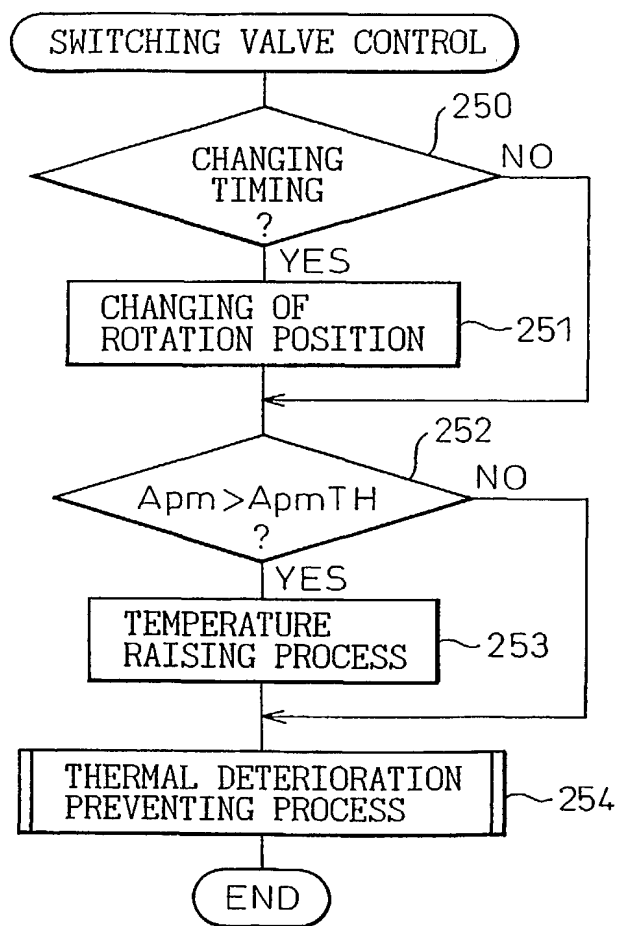 SWITCHING VALVE CONTROL
250
CHANGING
TIMING
?
NO
YES
CHANGING OF
ROTATION POSITION
251
252
Apm>ApmTH
?
NO
YES
TEMPERATURE
RAISING PROCESS
253
THERMAL DETERIORATION
PREVENTING PROCESS
254
END